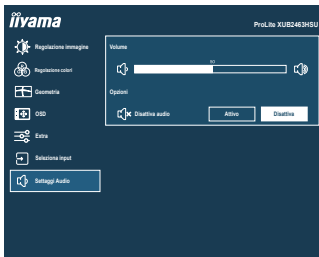 iiyama
ProLite XUB2463HSU
Regolazione immagine
Regolazione colori
Geometria
OSD
Extra
Seleziona input
Settaggi Audio
Volume
50
Opzioni
Disattiva audio
Attivo
Disattiva